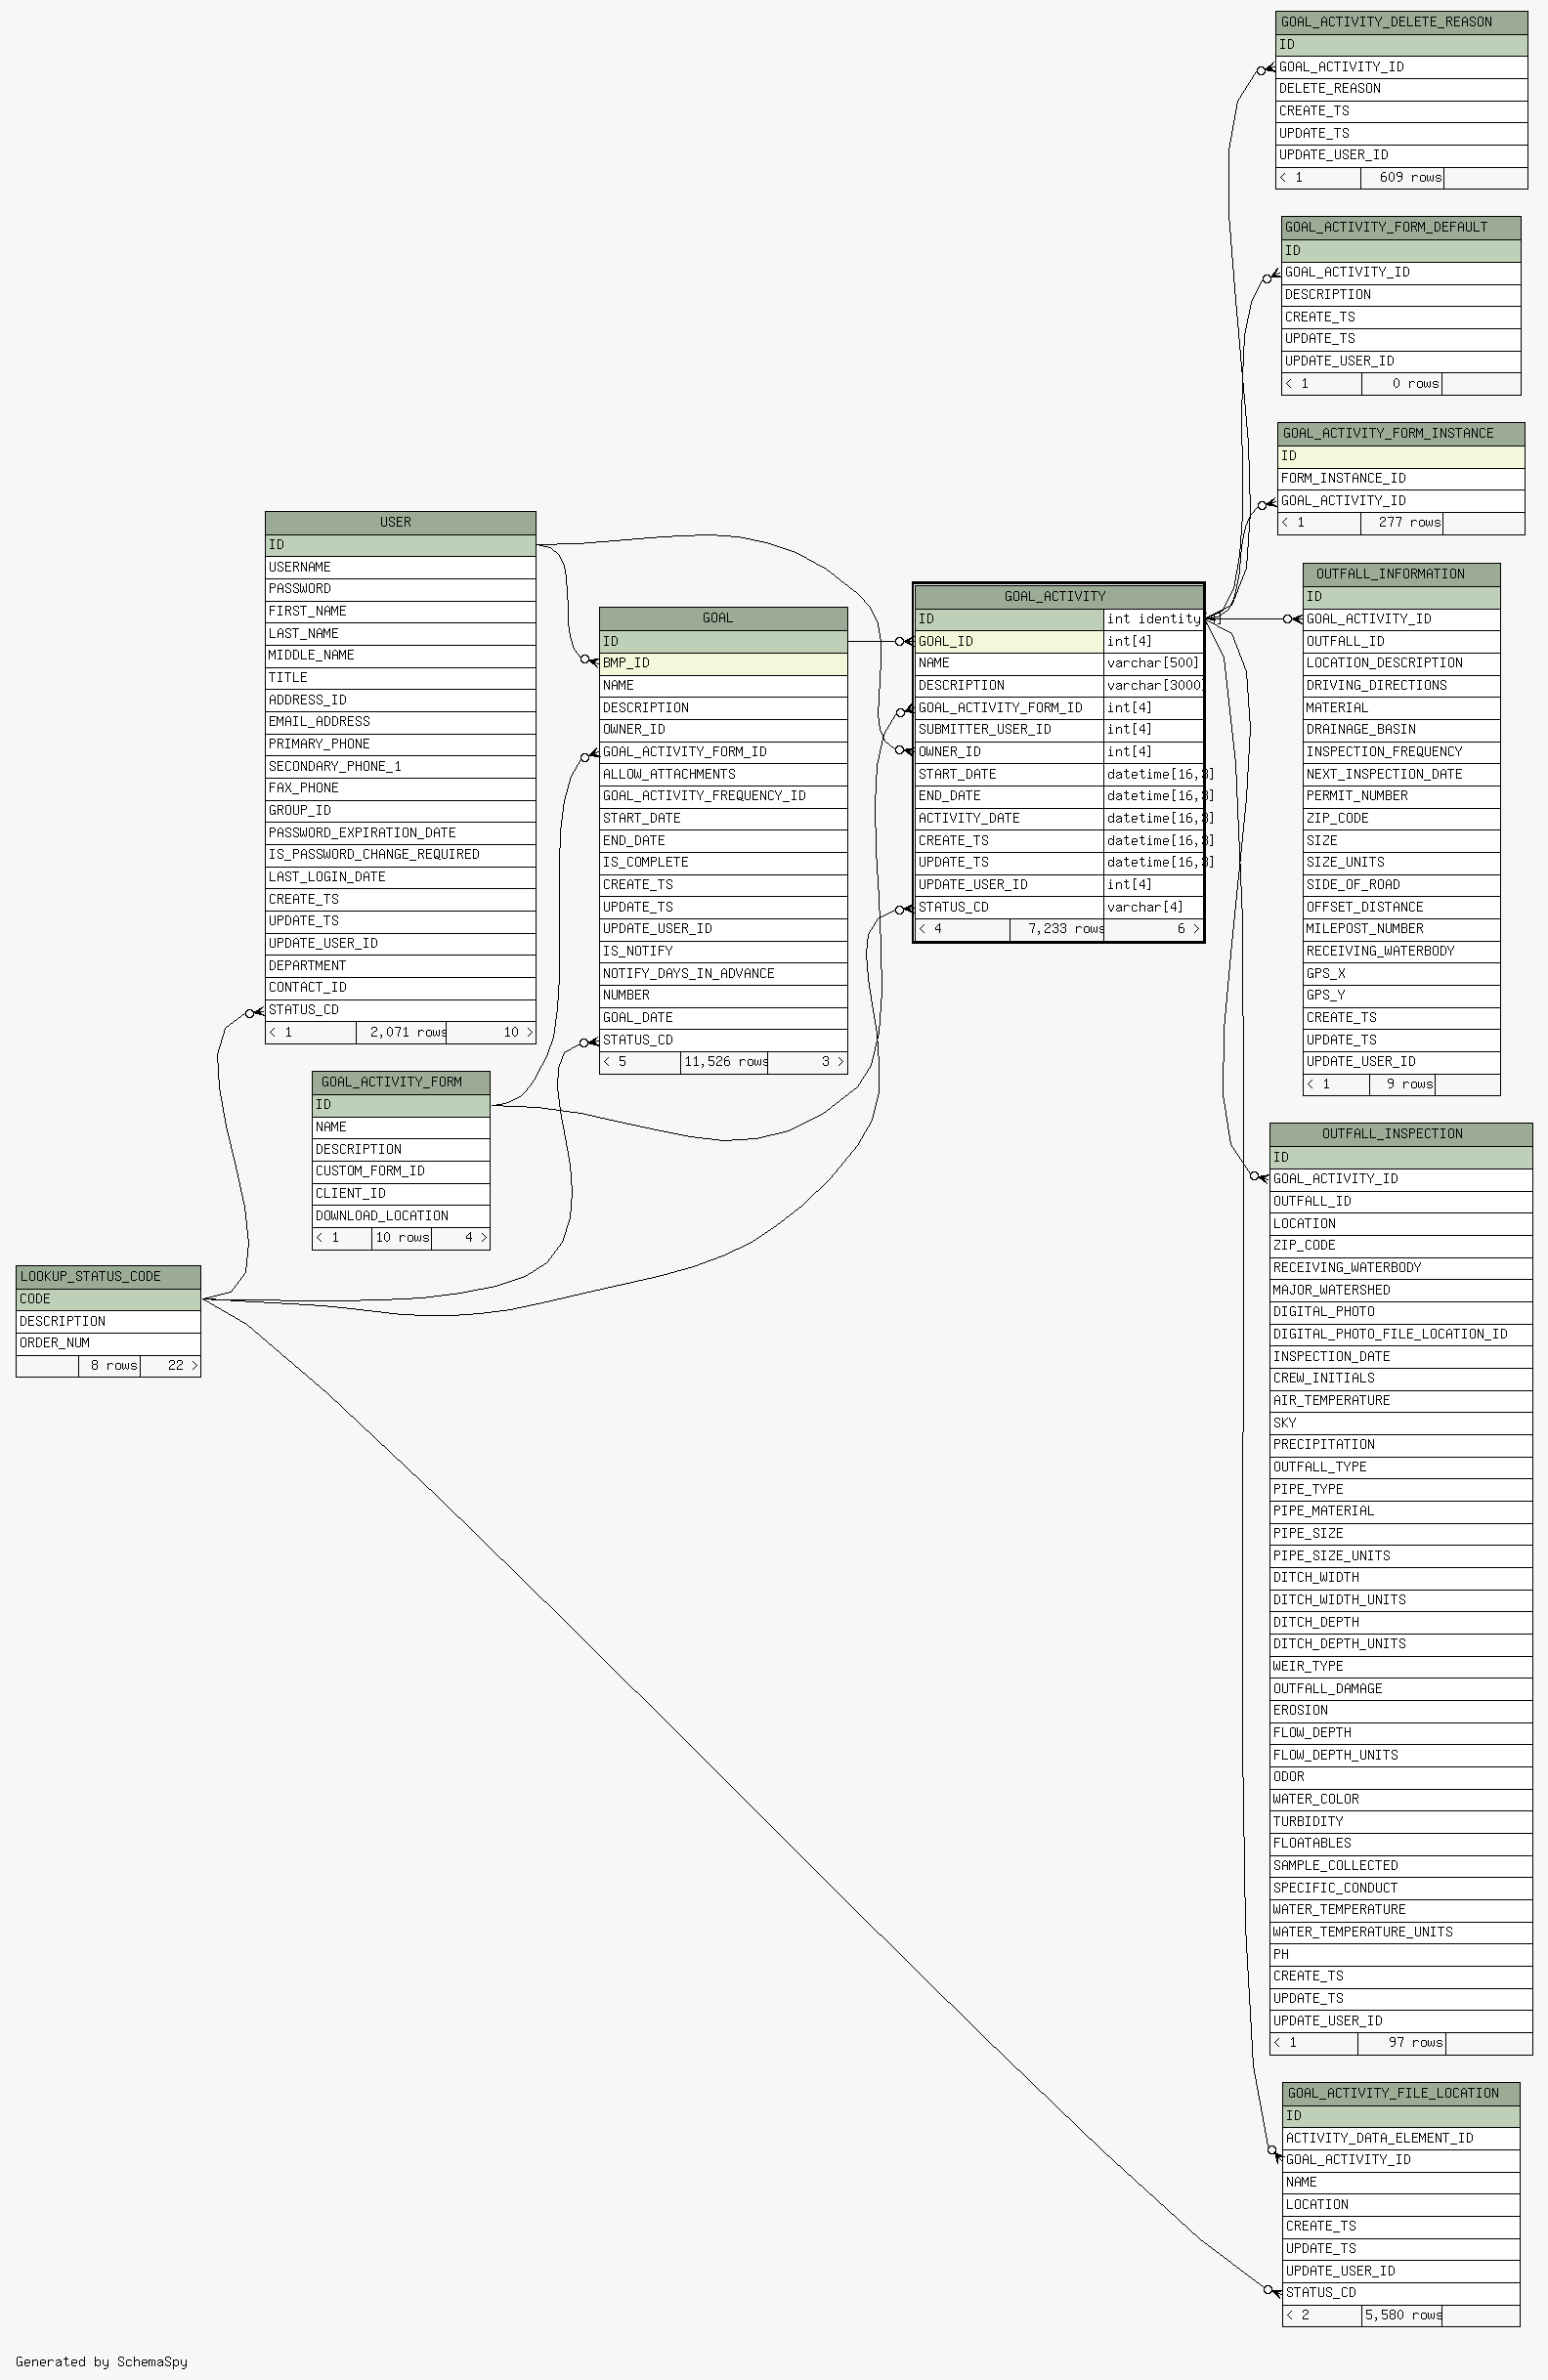 GOAL_ACTIVITY_DELETE_REASON
ID
GOAL_ACTIVITY_ID
DELETE_REASON
CREATE_TS
UPDATE_TS
UPDATE_USER_ID
< 1 609 rows
GOAL_ACTIVITY_FORM_DEFAULT
ID
GOAL_ACTIVITY_ID
DESCRIPTION
CREATE_TS
UPDATE_TS
UPDATE_USER_ID
< 1 0 rows
GOAL_ACTIVITY_FORM_INSTANCE
ID
FORM_INSTANCE_ID
GOAL_ACTIVITY_ID
< 1 277 rows
USER
ID
USERNAME
PASSWORD
FIRST_NAME
LAST_NAME
MIDDLE_NAME
TITLE
ADDRESS_ID
EMAIL_ADDRESS
PRIMARY_PHONE
SECONDARY_PHONE_1
FAX_PHONE
GROUP_ID
PASSWORD_EXPIRATION_DATE
IS_PASSWORD_CHANGE_REQUIRED
LAST_LOGIN_DATE
CREATE_TS
UPDATE_TS
UPDATE_USER_ID
DEPARTMENT
CONTACT_ID
STATUS_CD
< 1 2,071 rows 10 >
GOAL
ID
BMP_ID
NAME
DESCRIPTION
OWNER_ID
GOAL_ACTIVITY_FORM_ID
ALLOW_ATTACHMENTS
GOAL_ACTIVITY_FREQUENCY_ID
START_DATE
END_DATE
IS_COMPLETE
CREATE_TS
UPDATE_TS
UPDATE_USER_ID
IS_NOTIFY
NOTIFY_DAYS_IN_ADVANCE
NUMBER
GOAL_DATE
STATUS_CD
< 5 11,526 rows 3 >
GOAL_ACTIVITY
ID int identity
GOAL_ID int[4]
NAME varchar[500]
DESCRIPTION varchar[3000]
GOAL_ACTIVITY_FORM_ID int[4]
SUBMITTER_USER_ID int[4]
OWNER_ID int[4]
START_DATE datetime[16,3]
END_DATE datetime[16,3]
ACTIVITY_DATE datetime[16,3]
CREATE_TS datetime[16,3]
UPDATE_TS datetime[16,3]
UPDATE_USER_ID int[4]
STATUS_CD varchar[4]
< 4 7,233 rows 6 >
OUTFALL_INFORMATION
ID
GOAL_ACTIVITY_ID
OUTFALL_ID
LOCATION_DESCRIPTION
DRIVING_DIRECTIONS
MATERIAL
DRAINAGE_BASIN
INSPECTION_FREQUENCY
NEXT_INSPECTION_DATE
PERMIT_NUMBER
ZIP_CODE
SIZE
SIZE_UNITS
SIDE_OF_ROAD
OFFSET_DISTANCE
MILEPOST_NUMBER
RECEIVING_WATERBODY
GPS_X
GPS_Y
CREATE_TS
UPDATE_TS
UPDATE_USER_ID
< 1 9 rows
GOAL_ACTIVITY_FORM
ID
NAME
DESCRIPTION
CUSTOM_FORM_ID
CLIENT_ID
DOWNLOAD_LOCATION
< 1 10 rows 4 >
LOOKUP_STATUS_CODE
CODE
DESCRIPTION
ORDER_NUM
8 rows 22 >
OUTFALL_INSPECTION
ID
GOAL_ACTIVITY_ID
OUTFALL_ID
LOCATION
ZIP_CODE
RECEIVING_WATERBODY
MAJOR_WATERSHED
DIGITAL_PHOTO
DIGITAL_PHOTO_FILE_LOCATION_ID
INSPECTION_DATE
CREW_INITIALS
AIR_TEMPERATURE
SKY
PRECIPITATION
OUTFALL_TYPE
PIPE_TYPE
PIPE_MATERIAL
PIPE_SIZE
PIPE_SIZE_UNITS
DITCH_WIDTH
DITCH_WIDTH_UNITS
DITCH_DEPTH
DITCH_DEPTH_UNITS
WEIR_TYPE
OUTFALL_DAMAGE
EROSION
FLOW_DEPTH
FLOW_DEPTH_UNITS
ODOR
WATER_COLOR
TURBIDITY
FLOATABLES
SAMPLE_COLLECTED
SPECIFIC_CONDUCT
WATER_TEMPERATURE
WATER_TEMPERATURE_UNITS
PH
CREATE_TS
UPDATE_TS
UPDATE_USER_ID
< 1 97 rows
GOAL_ACTIVITY_FILE_LOCATION
ID
ACTIVITY_DATA_ELEMENT_ID
GOAL_ACTIVITY_ID
NAME
LOCATION
CREATE_TS
UPDATE_TS
UPDATE_USER_ID
STATUS_CD
< 2 5,580 rows
Generated by SchemaSpy